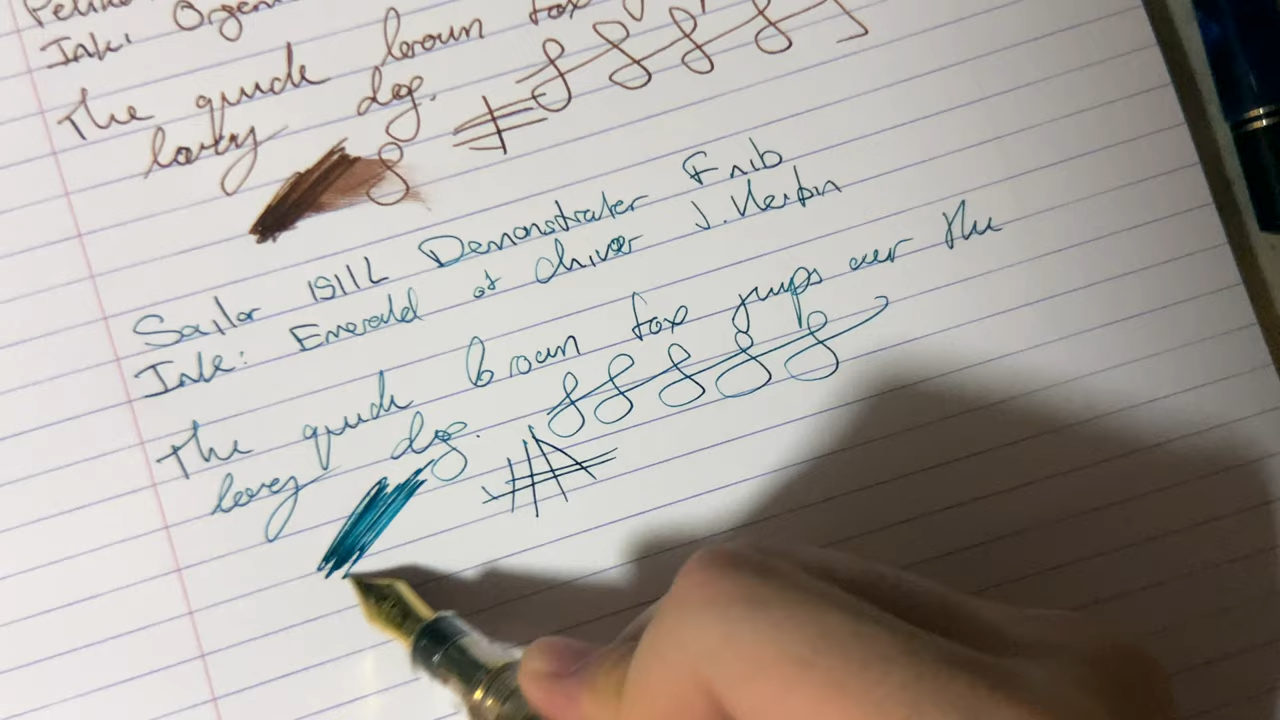 Ink: Organ
The quick brown fox
lazy dog.
Sailor 1911L Demonstrater F nib
Ink: Emerald of Chivor J. Herbin
The quick brown fox jumps over the
lazy dog.